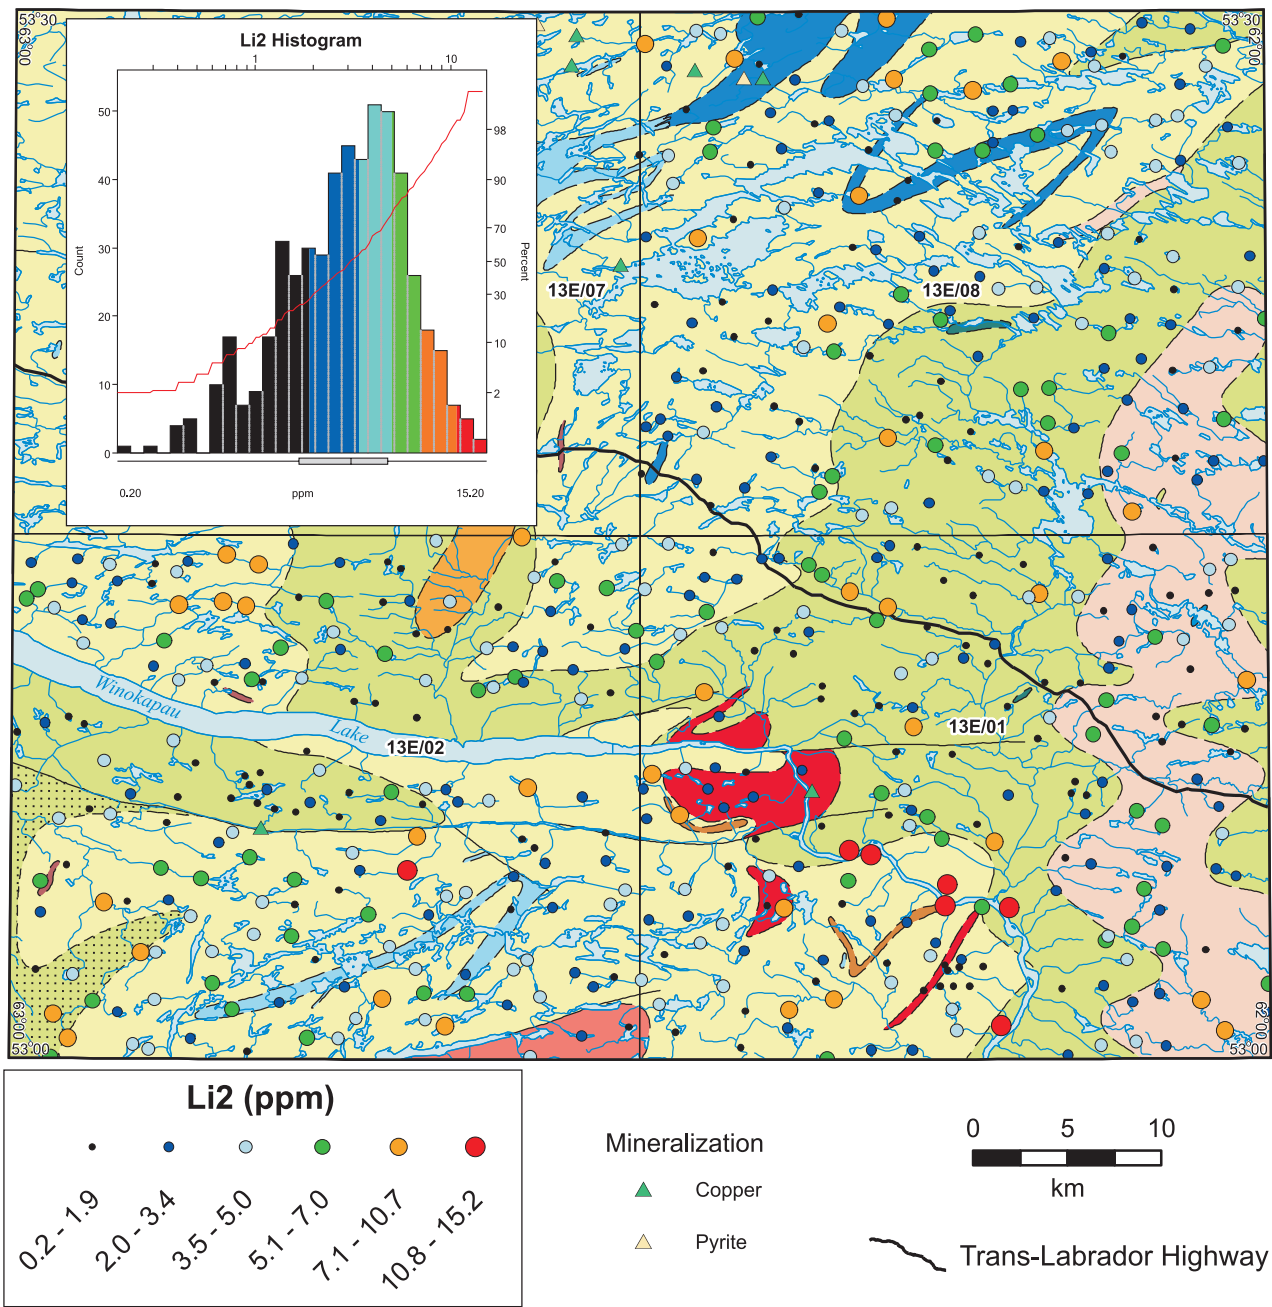 53°30
63°00
53°30
62°00
Li2 Histogram
1
10
50
40
30
20
10
0
Count
98
90
70
50
30
10
2
Percent
0.20
ppm
15.20
13E/07
13E/08
Winokapau
Lake
13E/02
13E/01
63°00
53°00
62°00
53°00
Li2 (ppm)
0.2 - 1.9
2.0 - 3.4
3.5 - 5.0
5.1 - 7.0
7.1 - 10.7
10.8 - 15.2
Mineralization
Copper
Pyrite
0
5
10
km
Trans-Labrador Highway